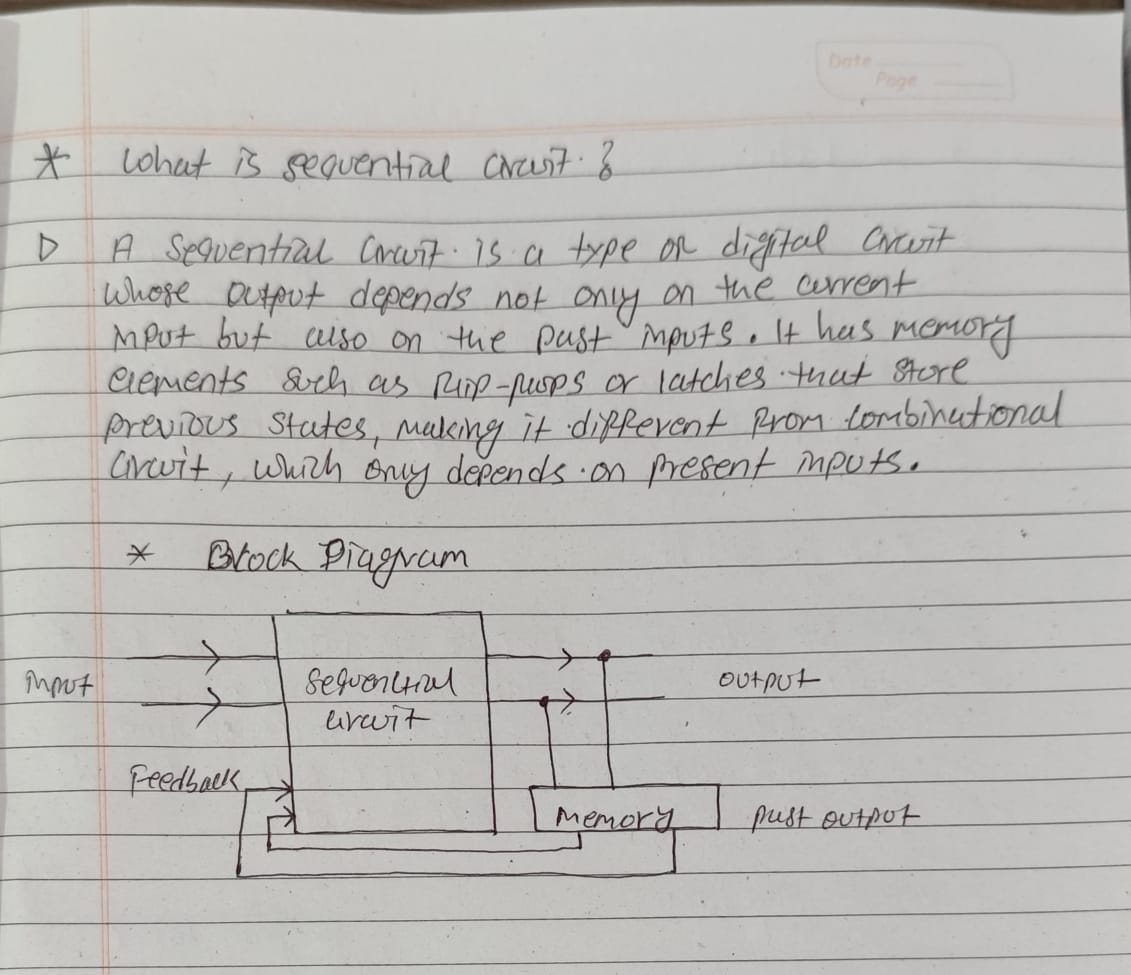 Date
Page
* What is sequential circuit ?
▷ A sequential circuit is a type of digital circuit
whose output depends not only on the current
input but also on the past inputs. It has memory
elements such as flip-flops or latches that store
previous states, making it different from combinational
circuit, which only depends on present inputs.
* Block Diagram
input
sequential
circuit
output
Feedback
memory
past output